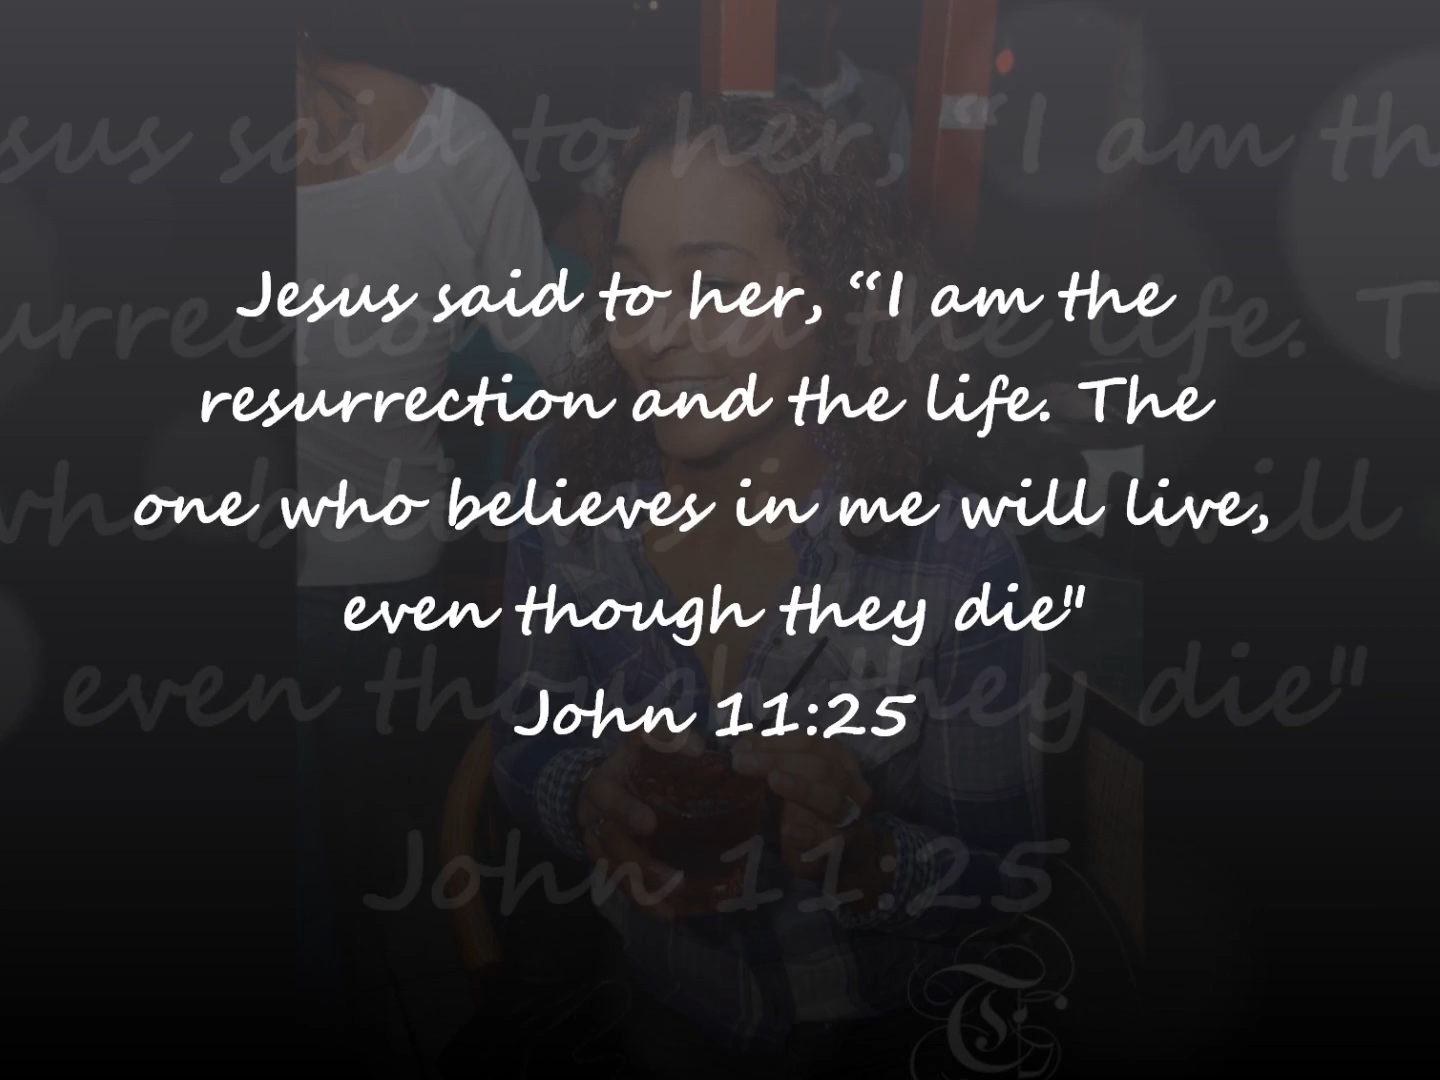 Jesus said to her, “I am the
resurrection and the life. The
one who believes in me will live,
even though they die"
John 11:25